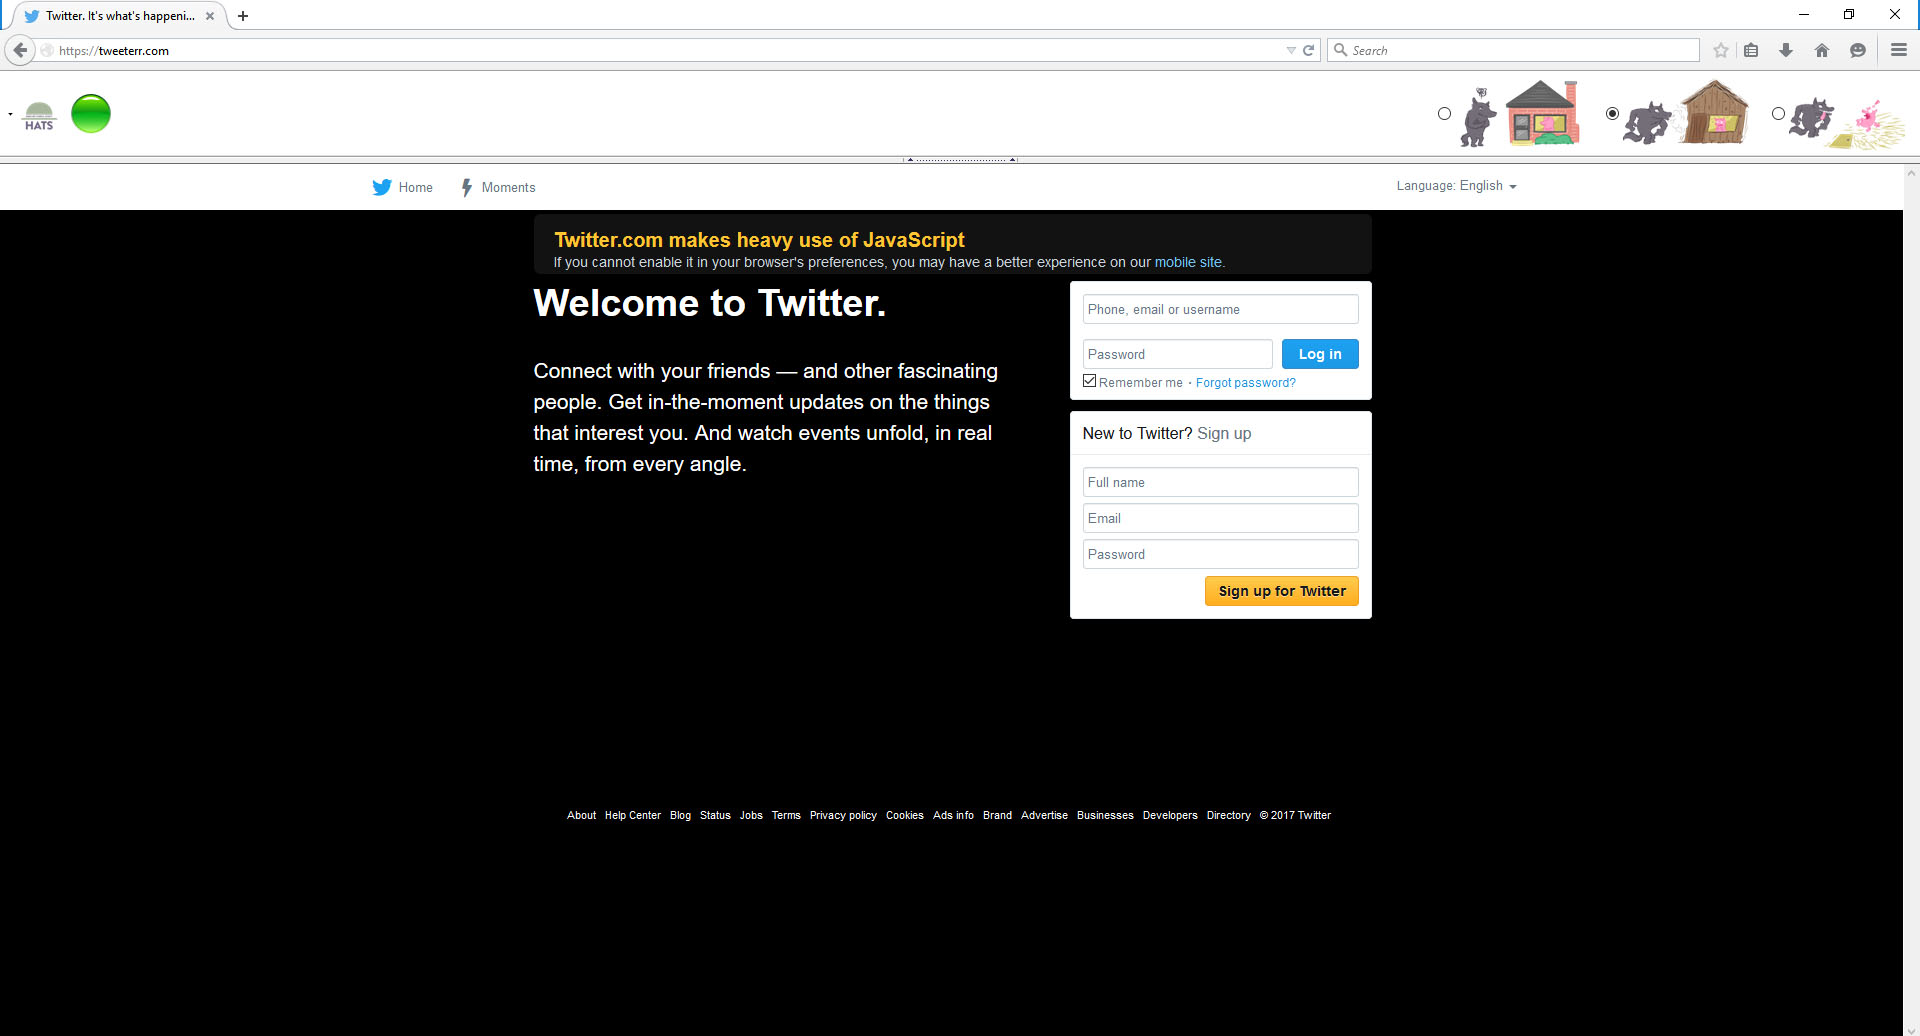 Twitter. It's what's happeni...
https://tweeterr.com
Search
HATS
Home
Moments
Language: English
Twitter.com makes heavy use of JavaScript
If you cannot enable it in your browser's preferences, you may have a better experience on our mobile site.
Welcome to Twitter.
Connect with your friends — and other fascinating
people. Get in-the-moment updates on the things
that interest you. And watch events unfold, in real
time, from every angle.
Phone, email or username
Password
Log in
Remember me · Forgot password?
New to Twitter? Sign up
Full name
Email
Password
Sign up for Twitter
About Help Center Blog Status Jobs Terms Privacy policy Cookies Ads info Brand Advertise Businesses Developers Directory © 2017 Twitter